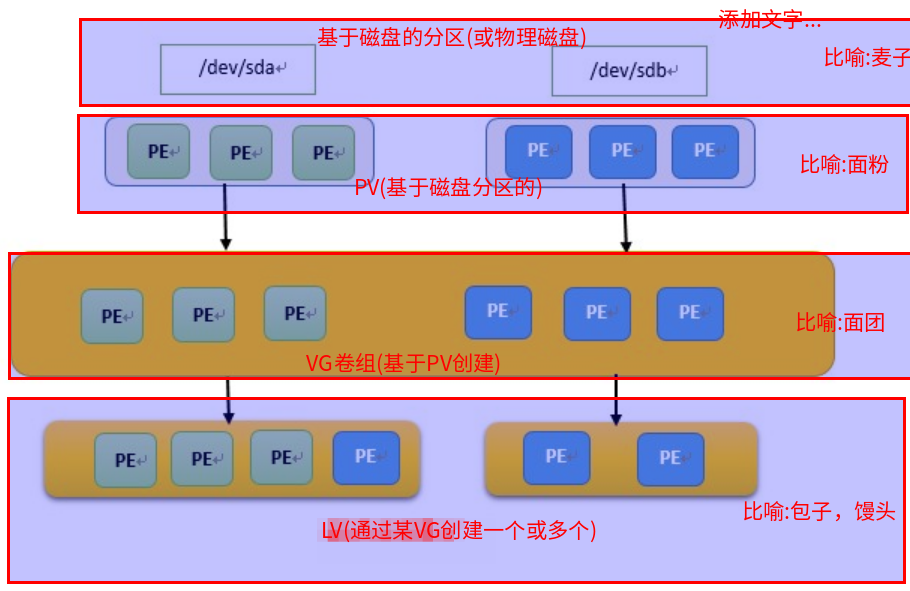 添加文字...
基于磁盘的分区(或物理磁盘)
比喻:麦子
/dev/sda
/dev/sdb
PE PE PE PE PE PE
比喻:面粉
PV(基于磁盘分区的)
PE PE PE PE PE PE
比喻:面团
VG卷组(基于PV创建)
PE PE PE PE PE PE
比喻:包子，馒头
LV(通过某VG创建一个或多个)